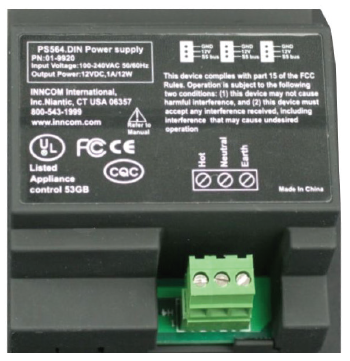 PS564.DIN Power supply
PN:01-9920
Input Voltage:100-240VAC 50/60Hz
Output Power:12VDC,1A/12W
INNCOM International,
Inc.Niantic, CT USA 06357
800-543-1999
www.inncom.com
Refer to
Manual
UL
FC CE
CQC
Listed
Appliance
control 53GB
GND
12V
S5 bus
GND
12V
S5 bus
GND
12V
S5 bus
This device complies with part 15 of the FCC
Rules. Operation is subject to the following
two conditions: (1) this device may not cause
harmful interference, and (2) this device must
accept any interference received, including
interference that may cause undesired
operation
Hot
Neutral
Earth
Made In China